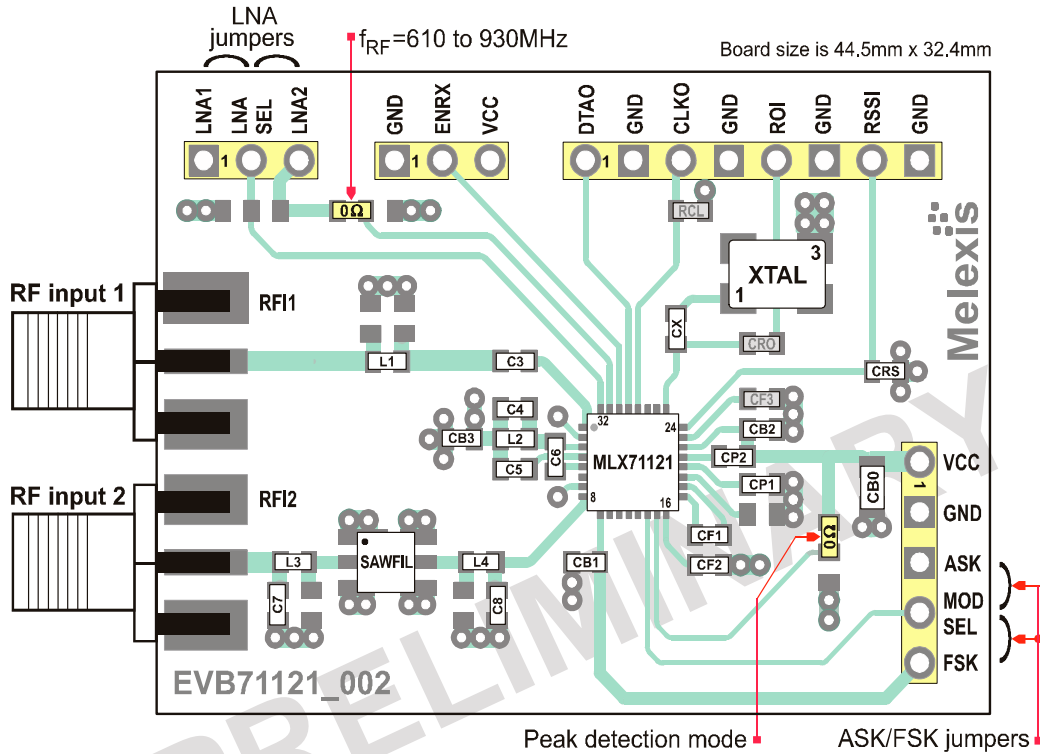 LNA
jumpers
fRF=610 to 930MHz
Board size is 44.5mm x 32.4mm
LNA1
LNA
SEL
LNA2
GND
ENRX
VCC
DTAO
GND
CLKO
GND
ROI
GND
RSSI
GND
1
1
1
0Ω
RCL
Melexis
XTAL
3
1
RF input 1
RFI1
CX
CRO
L1
C3
CRS
C4
CF3
32
24
CB3
L2
C6
CB2
C5
MLX71121
CP2
VCC
RF input 2
RFI2
8
16
CP1
CB0
1
GND
CF1
0Ω
L3
SAWFIL
L4
CB1
CF2
ASK
C7
C8
MOD
SEL
FSK
EVB71121_002
PRELIMINARY
Peak detection mode
ASK/FSK jumpers